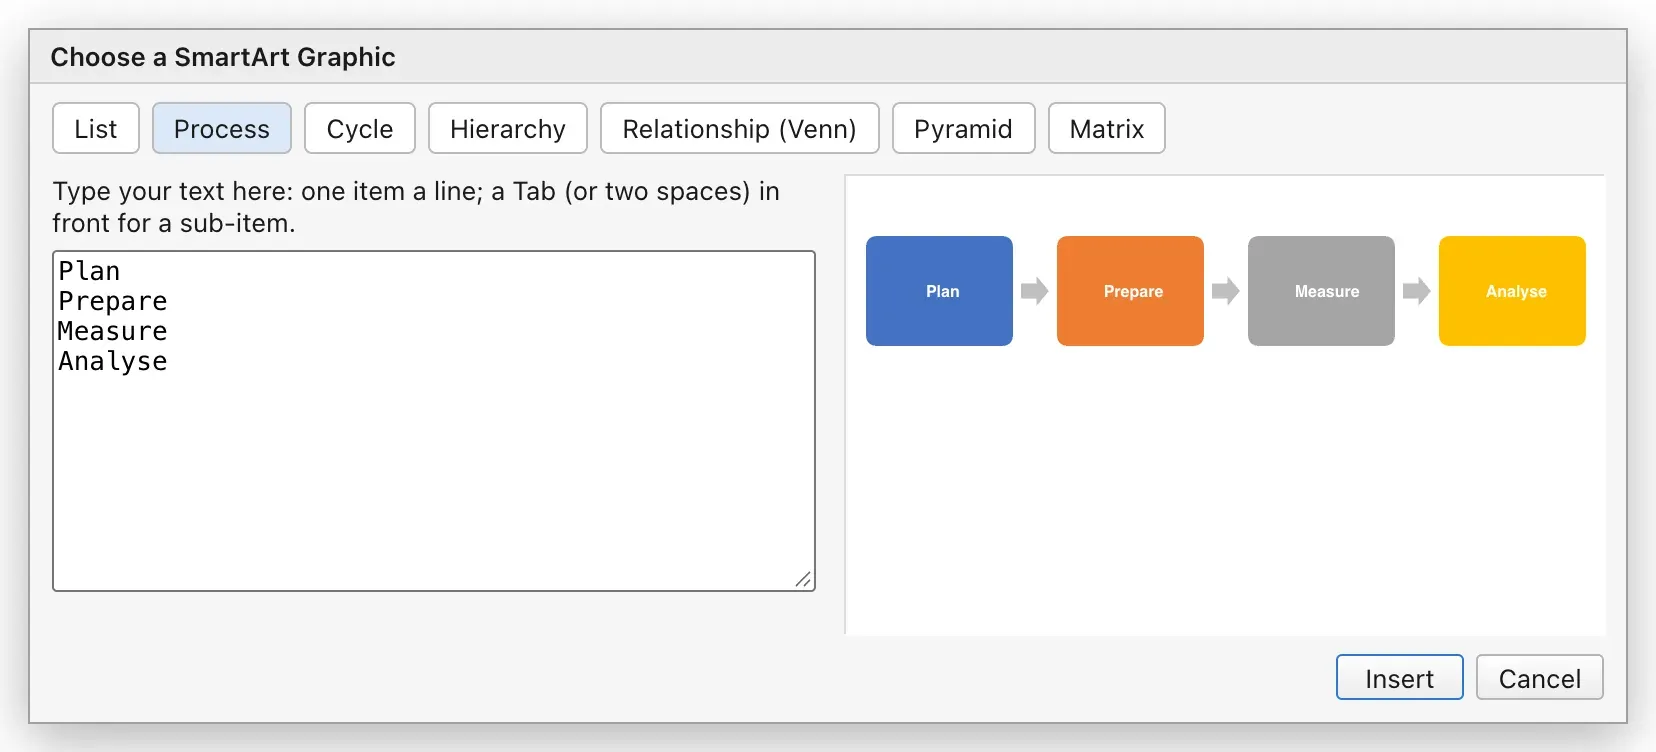 Choose a SmartArt Graphic
List Process Cycle Hierarchy Relationship (Venn) Pyramid Matrix
Type your text here: one item a line; a Tab (or two spaces) in
front for a sub-item.
Plan
Prepare
Measure
Analyse
Plan Prepare Measure Analyse
Insert Cancel